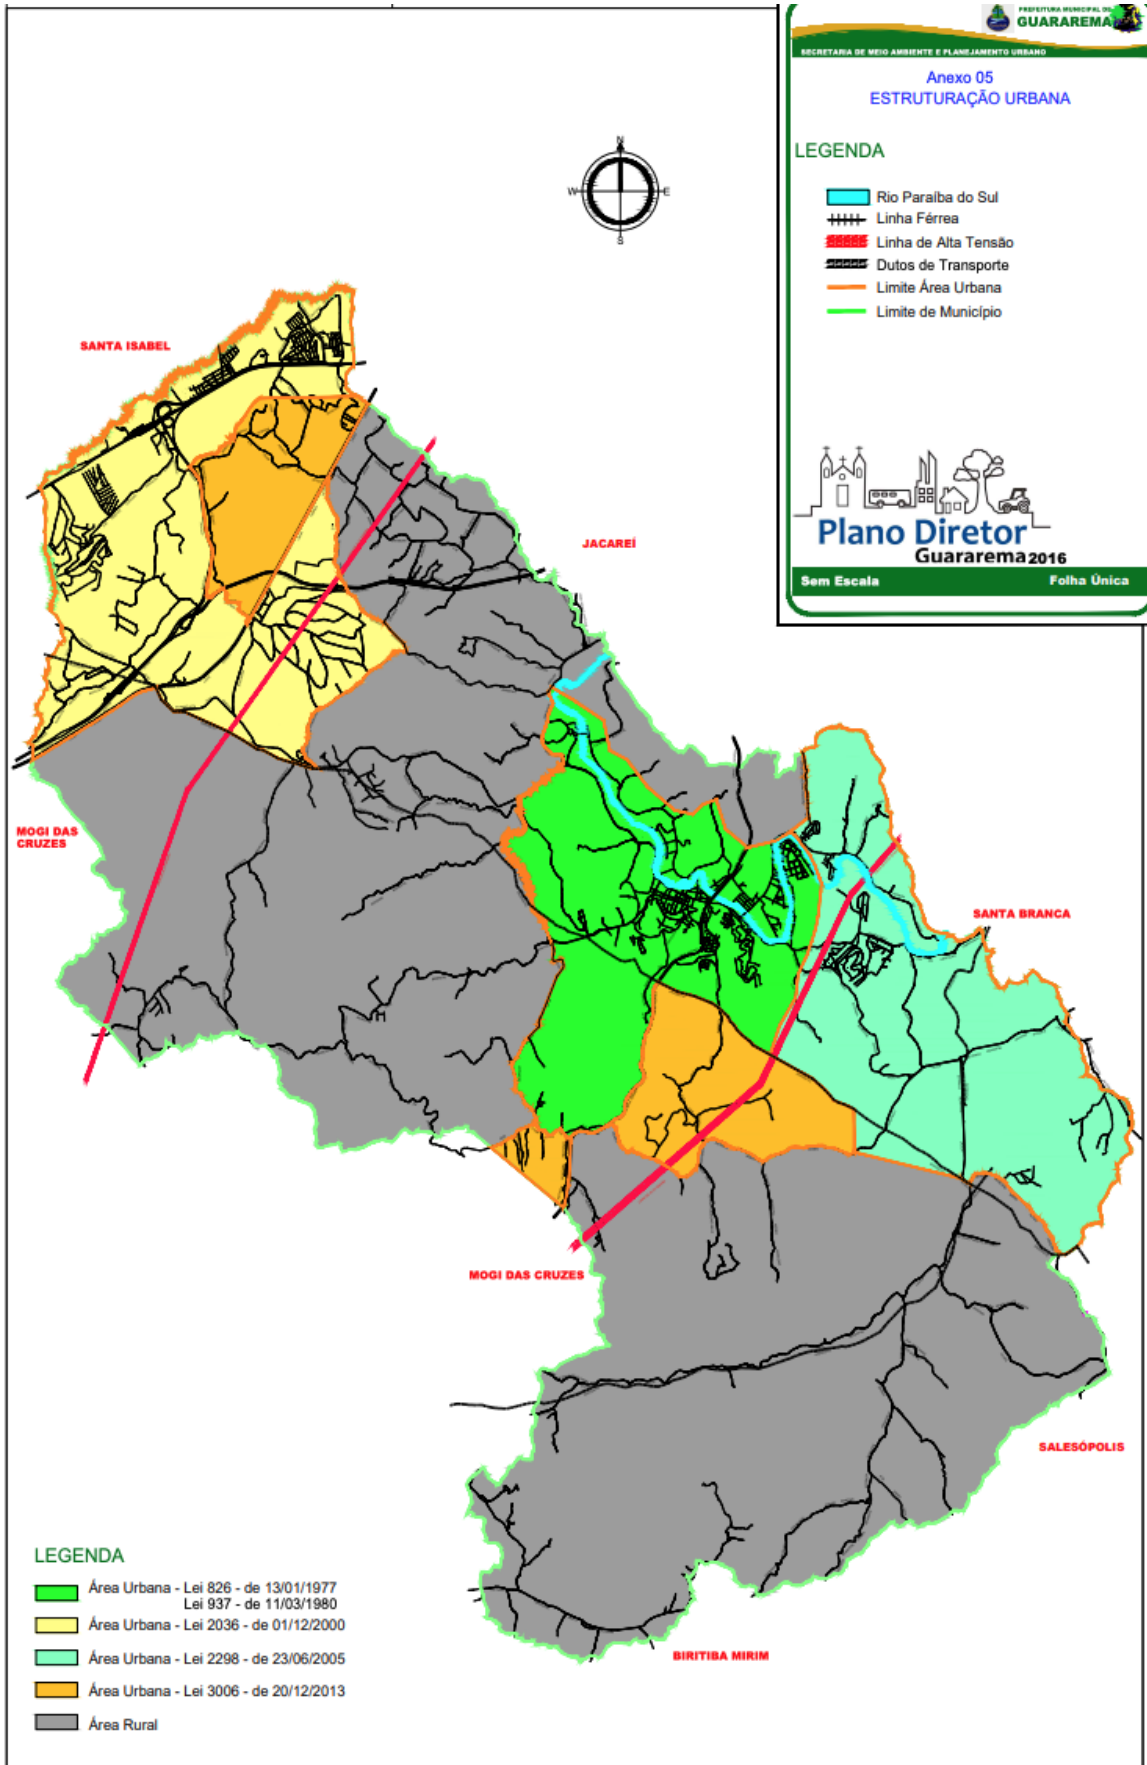 PREFEITURA MUNICIPAL DE
GUARAREMA
SECRETARIA DE MEIO AMBIENTE E PLANEJAMENTO URBANO
Anexo 05
ESTRUTURAÇÃO URBANA
LEGENDA
Rio Paraíba do Sul
Linha Férrea
Linha de Alta Tensão
Dutos de Transporte
Limite Área Urbana
Limite de Município
Plano Diretor
Guararema 2016
Sem Escala Folha Única
N
W E
S
SANTA ISABEL
JACAREÍ
MOGI DAS
CRUZES
SANTA BRANCA
MOGI DAS CRUZES
SALESÓPOLIS
BIRITIBA MIRIM
LEGENDA
Área Urbana - Lei 826 - de 13/01/1977
Lei 937 - de 11/03/1980
Área Urbana - Lei 2036 - de 01/12/2000
Área Urbana - Lei 2298 - de 23/06/2005
Área Urbana - Lei 3006 - de 20/12/2013
Área Rural